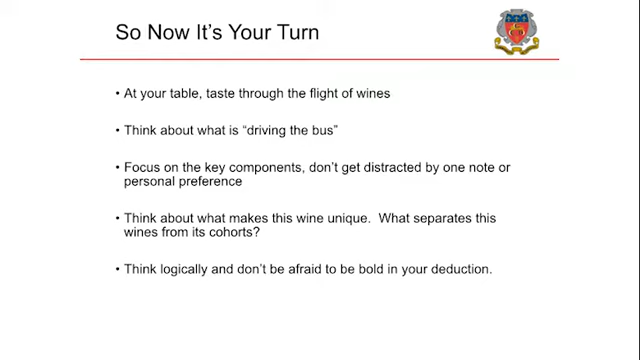 So Now It's Your Turn
• At your table, taste through the flight of wines
• Think about what is “driving the bus”
• Focus on the key components, don't get distracted by one note or
personal preference
• Think about what makes this wine unique.  What separates this
wines from its cohorts?
• Think logically and don't be afraid to be bold in your deduction.